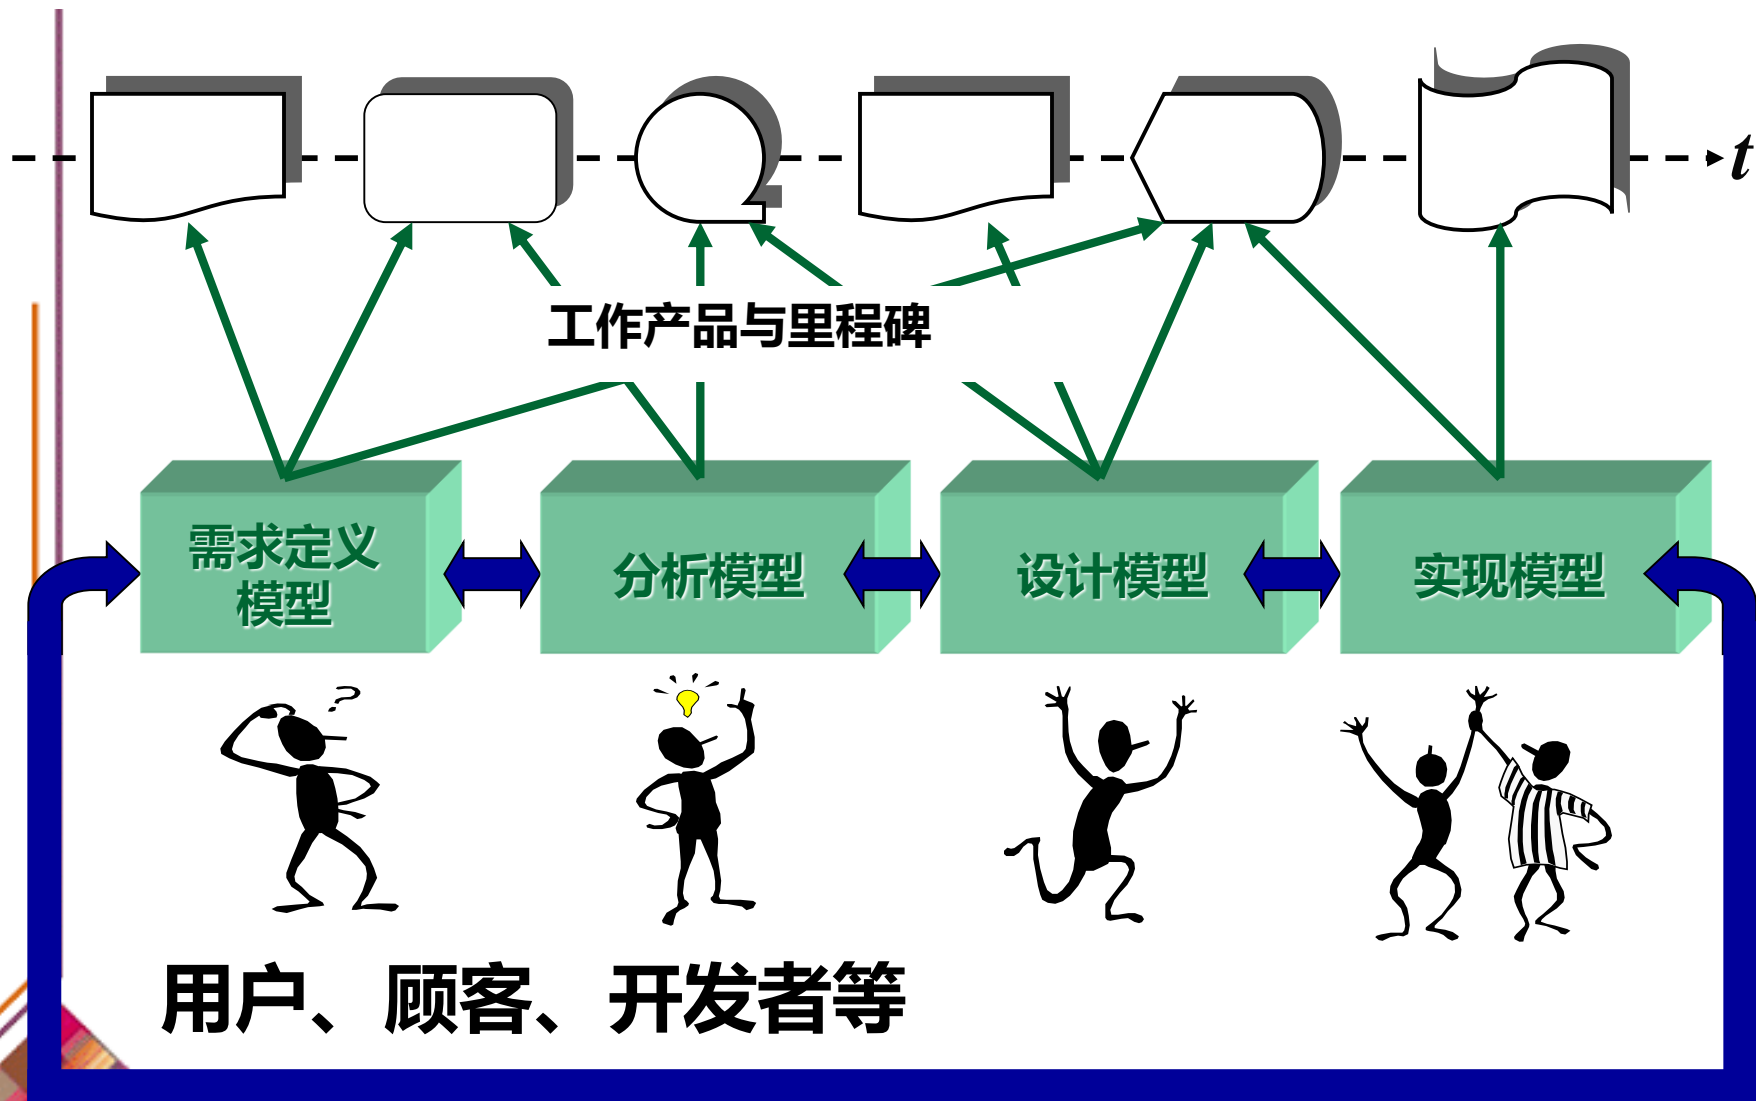 t
工作产品与里程碑
需求定义
模型
分析模型
设计模型
实现模型
?
用户、顾客、开发者等